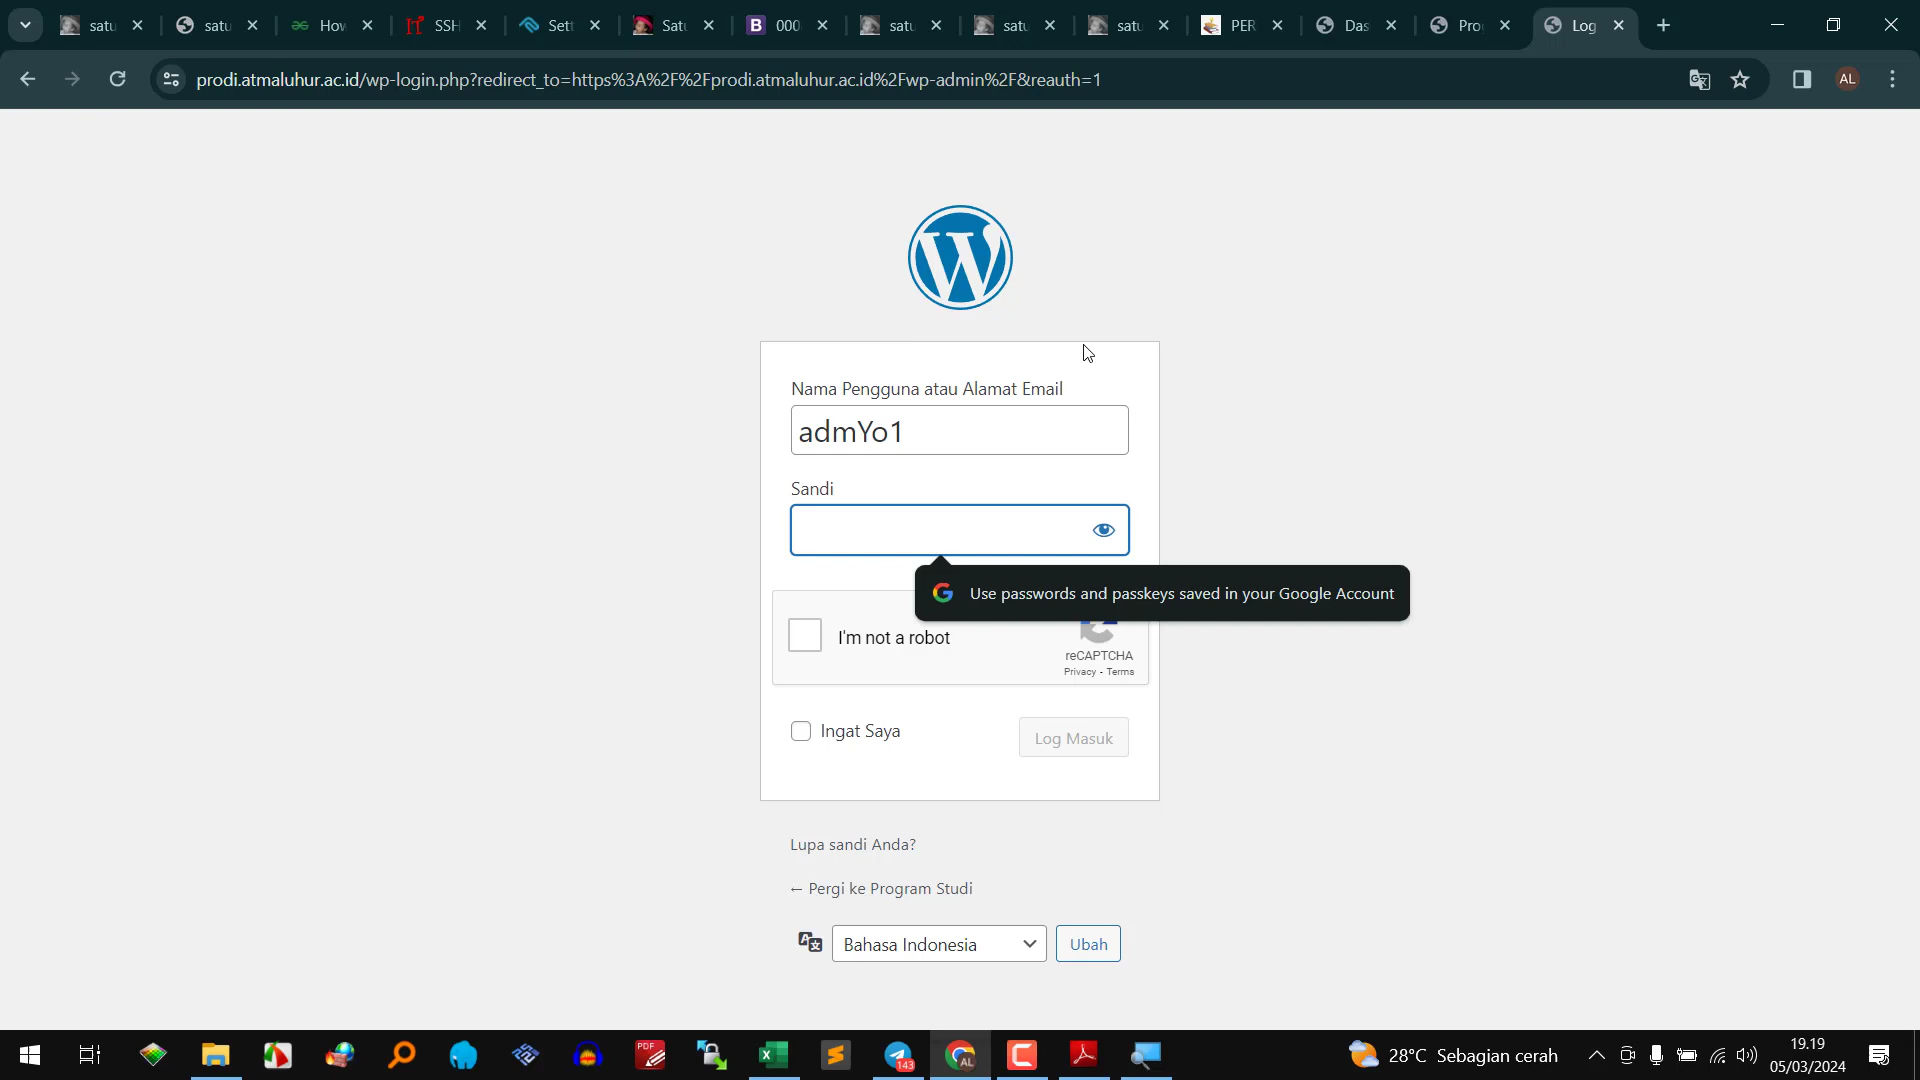 satu
satu
How
SSH
Sett
Satu
000
satu
satu
satu
PER
Das
Pro
Log
prodi.atmaluhur.ac.id/wp-login.php?redirect_to=https%3A%2F%2Fprodi.atmaluhur.ac.id%2Fwp-admin%2F&reauth=1
AL
Nama Pengguna atau Alamat Email
admYo1
Sandi
Use passwords and passkeys saved in your Google Account
I'm not a robot
reCAPTCHA
Privacy - Terms
Ingat Saya
Log Masuk
Lupa sandi Anda?
← Pergi ke Program Studi
Bahasa Indonesia
Ubah
PDF
143
AL
28°C Sebagian cerah
19.19
05/03/2024